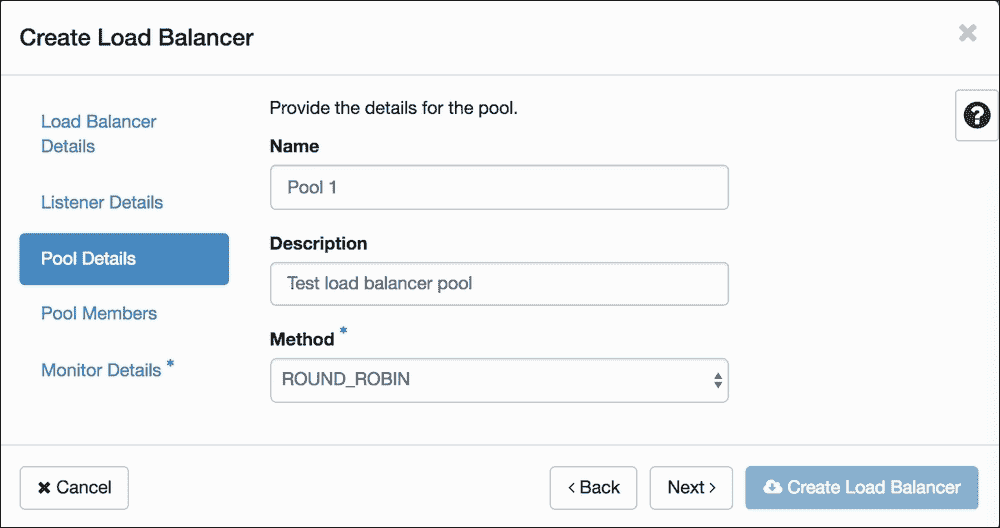 Create Load Balancer
Load Balancer
Details
Listener Details
Pool Details
Pool Members
Monitor Details *
Provide the details for the pool.
Name
Pool 1
Description
Test load balancer pool
Method *
ROUND_ROBIN
Cancel
Back
Next
Create Load Balancer